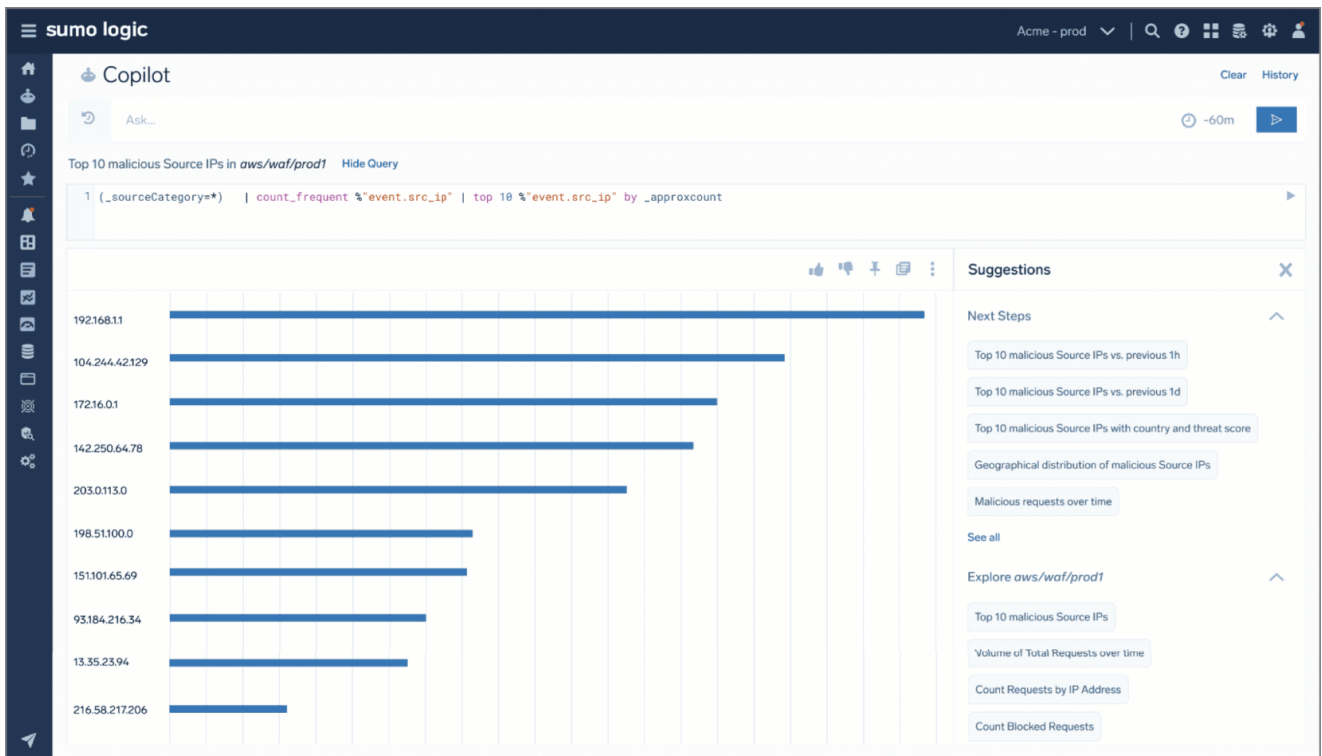 sumo logic
Acme - prod
Copilot
Clear History
Ask...
-60m
Top 10 malicious Source IPs in aws/waf/prod1 Hide Query
1 (_sourceCategory=*) | count_frequent %"event.src_ip" | top 10 %"event.src_ip" by _approxcount
192.168.1.1
104.244.42.129
172.16.0.1
142.250.64.78
203.0.113.0
198.51.100.0
151.101.65.69
93.184.216.34
13.35.23.94
216.58.217.206
Suggestions
Next Steps
Top 10 malicious Source IPs vs. previous 1h
Top 10 malicious Source IPs vs. previous 1d
Top 10 malicious Source IPs with country and threat score
Geographical distribution of malicious Source IPs
Malicious requests over time
See all
Explore aws/waf/prod1
Top 10 malicious Source IPs
Volume of Total Requests over time
Count Requests by IP Address
Count Blocked Requests